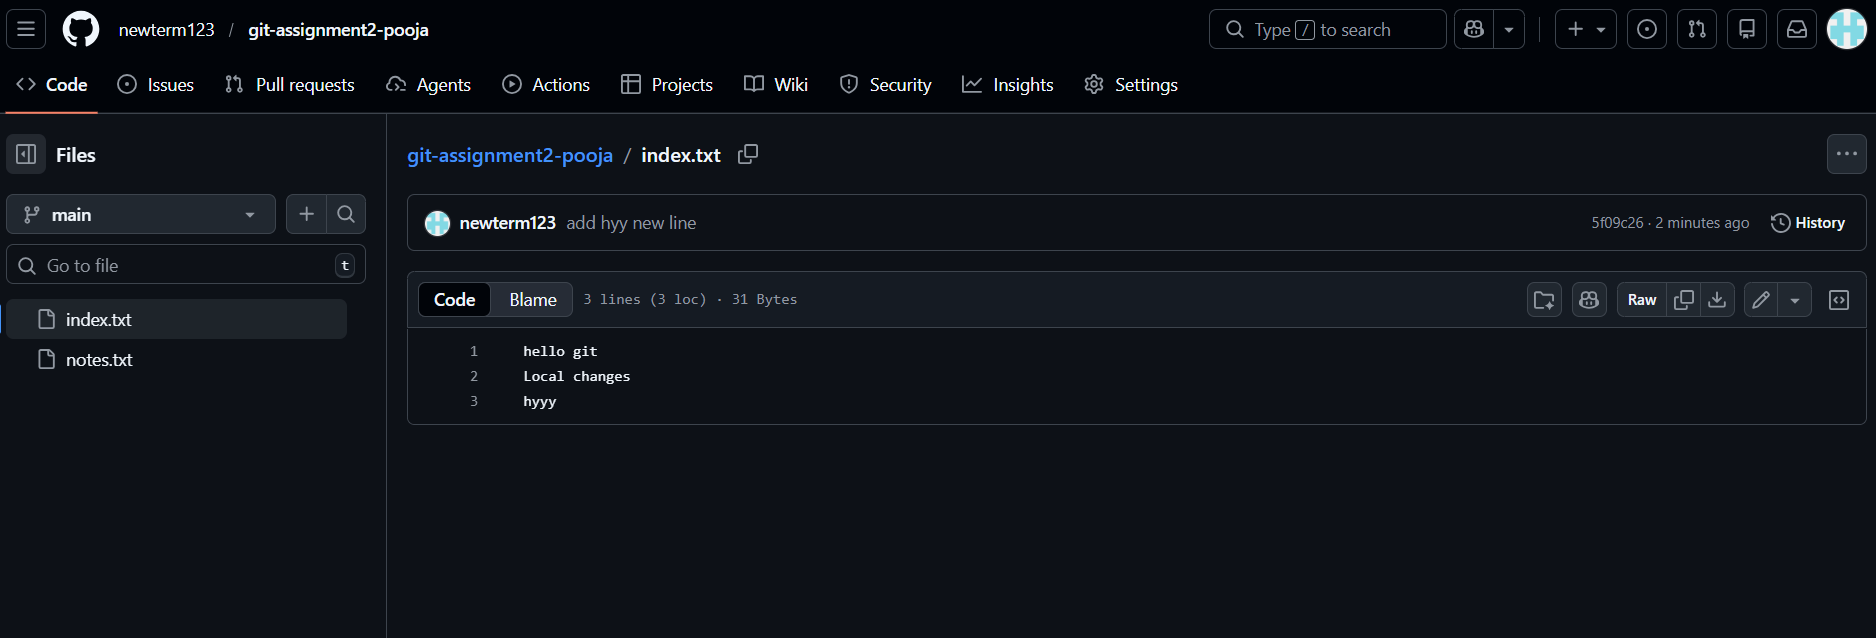 newterm123 / git-assignment2-pooja
Type / to search
Code Issues Pull requests Agents Actions Projects Wiki Security Insights Settings
Files
main
Go to file t
index.txt
notes.txt
git-assignment2-pooja / index.txt
newterm123 add hyy new line 5f09c26 · 2 minutes ago History
Code Blame 3 lines (3 loc) · 31 Bytes Raw
1 hello git
2 Local changes
3 hyyy